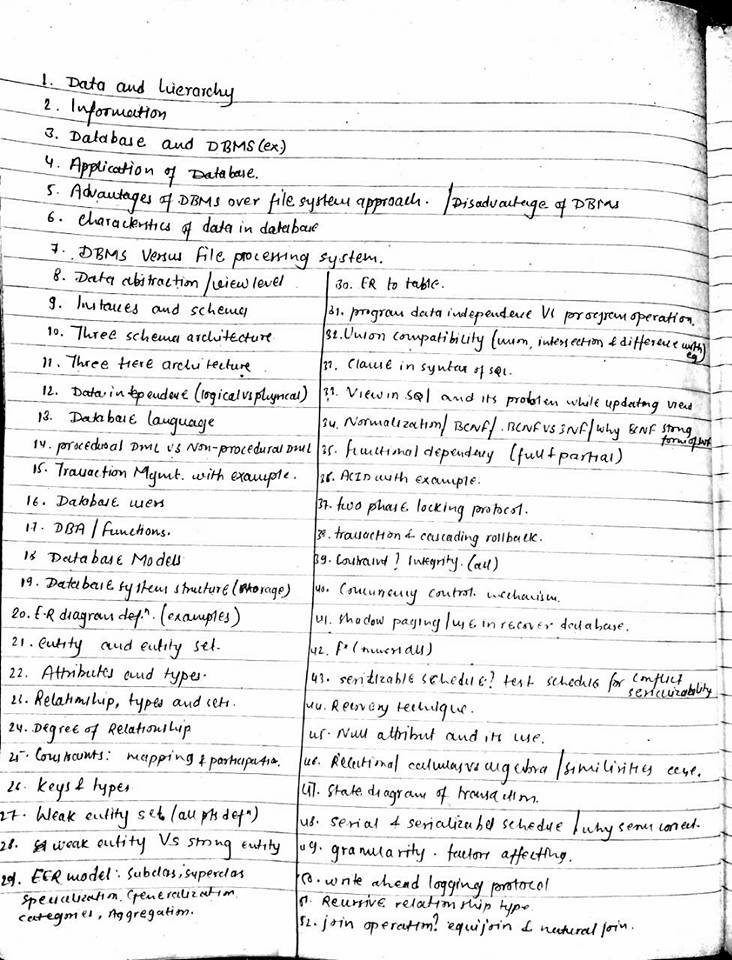 1. Data and hierarchy
2. Information
3. Database and DBMS (ex)
4. Application of Database.
5. Advantages of DBMS over file system approach. / Disadvantage of DBMS
6. Characteristics of data in database
7. DBMS Versus File processing system.
8. Data abstraction / view level
9. Instances and schema
10. Three schema architecture
11. Three tiere architecture
12. Data independence (logical vs physical)
13. Database language
14. procedural DML vs Non-procedural DML
15. Transaction Mgmt. with example.
16. Database users
17. DBA / Functions.
18 Database Models
19. Database system structure (storage)
20. E-R diagram defn. (examples)
21. entity and entity set.
22. Attributes and types.
23. Relationship, types and sets.
24. Degree of Relationship
25. Constraints: mapping & participation.
26. Keys & types
27. Weak entity set (all pts defn)
28. weak entity Vs strong entity
29. EER model: Subclas, superclas
Specialization, Generalization
categories, Aggregation.
30. ER to table.
31. program data independence Vs program operation.
32. Union compatibility (union, intersection & difference with eg)
33. Clause in syntax of sql.
33. View in SQL and its problem while updating view
34. Normalization / BCNF / BCNF VS 3NF / why BCNF strong form of
35. functional dependency (full & partial)
36. ACID with example.
37. two phase locking protocol.
38. transaction & cascading rollback.
39. Constraint? Integrity. (all)
40. Concurrency control mechanism.
41. shadow paging / use in recover database.
42. (numerials)
43. serializable schedule? test schedule for conflict serializability
44. Recovery technique.
45. Null attribut and its use.
46. Relational calculus vs algebra / similirities
47. State diagram of transaction.
48. Serial & serializabel schedule / why serial correct.
49. granularity. factors affecting.
50. write ahead logging protocol
51. Recursive relationship type
52. join operation? equijoin & natural join.